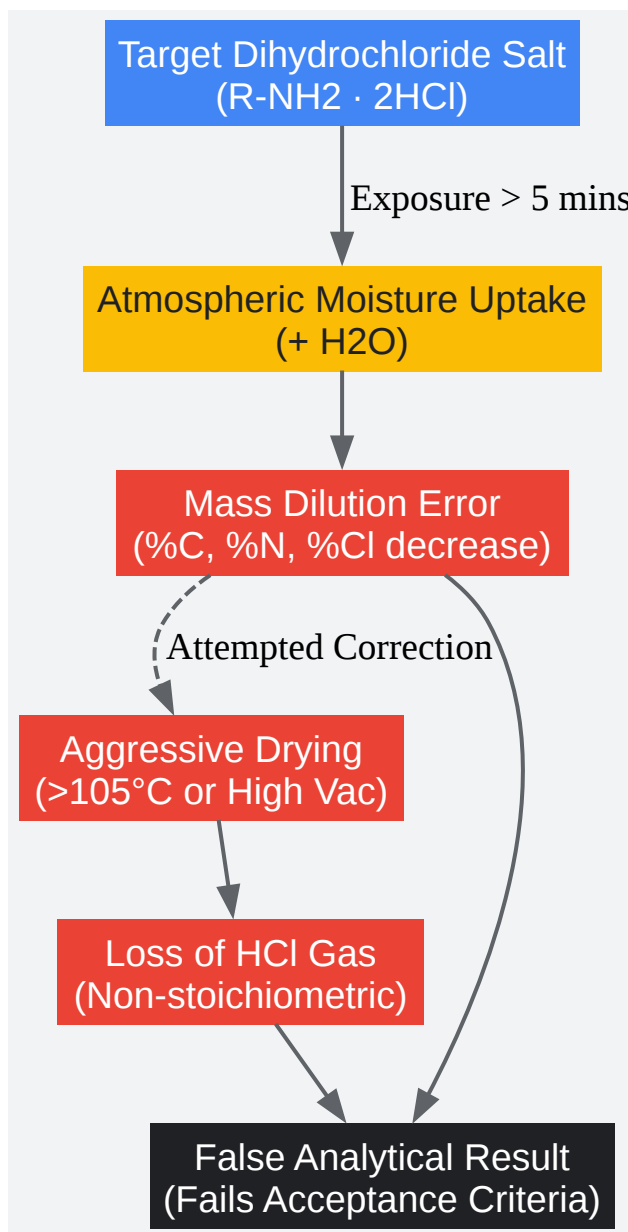 Target Dihydrochloride Salt
(R-NH2 · 2HCl)
Exposure > 5 mins
Atmospheric Moisture Uptake
(+ H2O)
Mass Dilution Error
(%C, %N, %Cl decrease)
Attempted Correction
Aggressive Drying
(>105°C or High Vac)
Loss of HCl Gas
(Non-stoichiometric)
False Analytical Result
(Fails Acceptance Criteria)